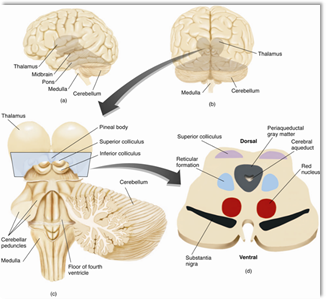 Thalamus
Midbrain
Pons
Medulla
Cerebellum
(a)
Thalamus
Medulla
Cerebellum
(b)
Thalamus
Pineal body
Superior colliculus
Inferior colliculus
Cerebellum
Cerebellar
peduncles
Medulla
Floor of fourth
ventricle
(c)
Superior colliculus
Dorsal
Periaqueductal
gray matter
Cerebral
aqueduct
Reticular
formation
Red
nucleus
Substantia
nigra
Ventral
(d)